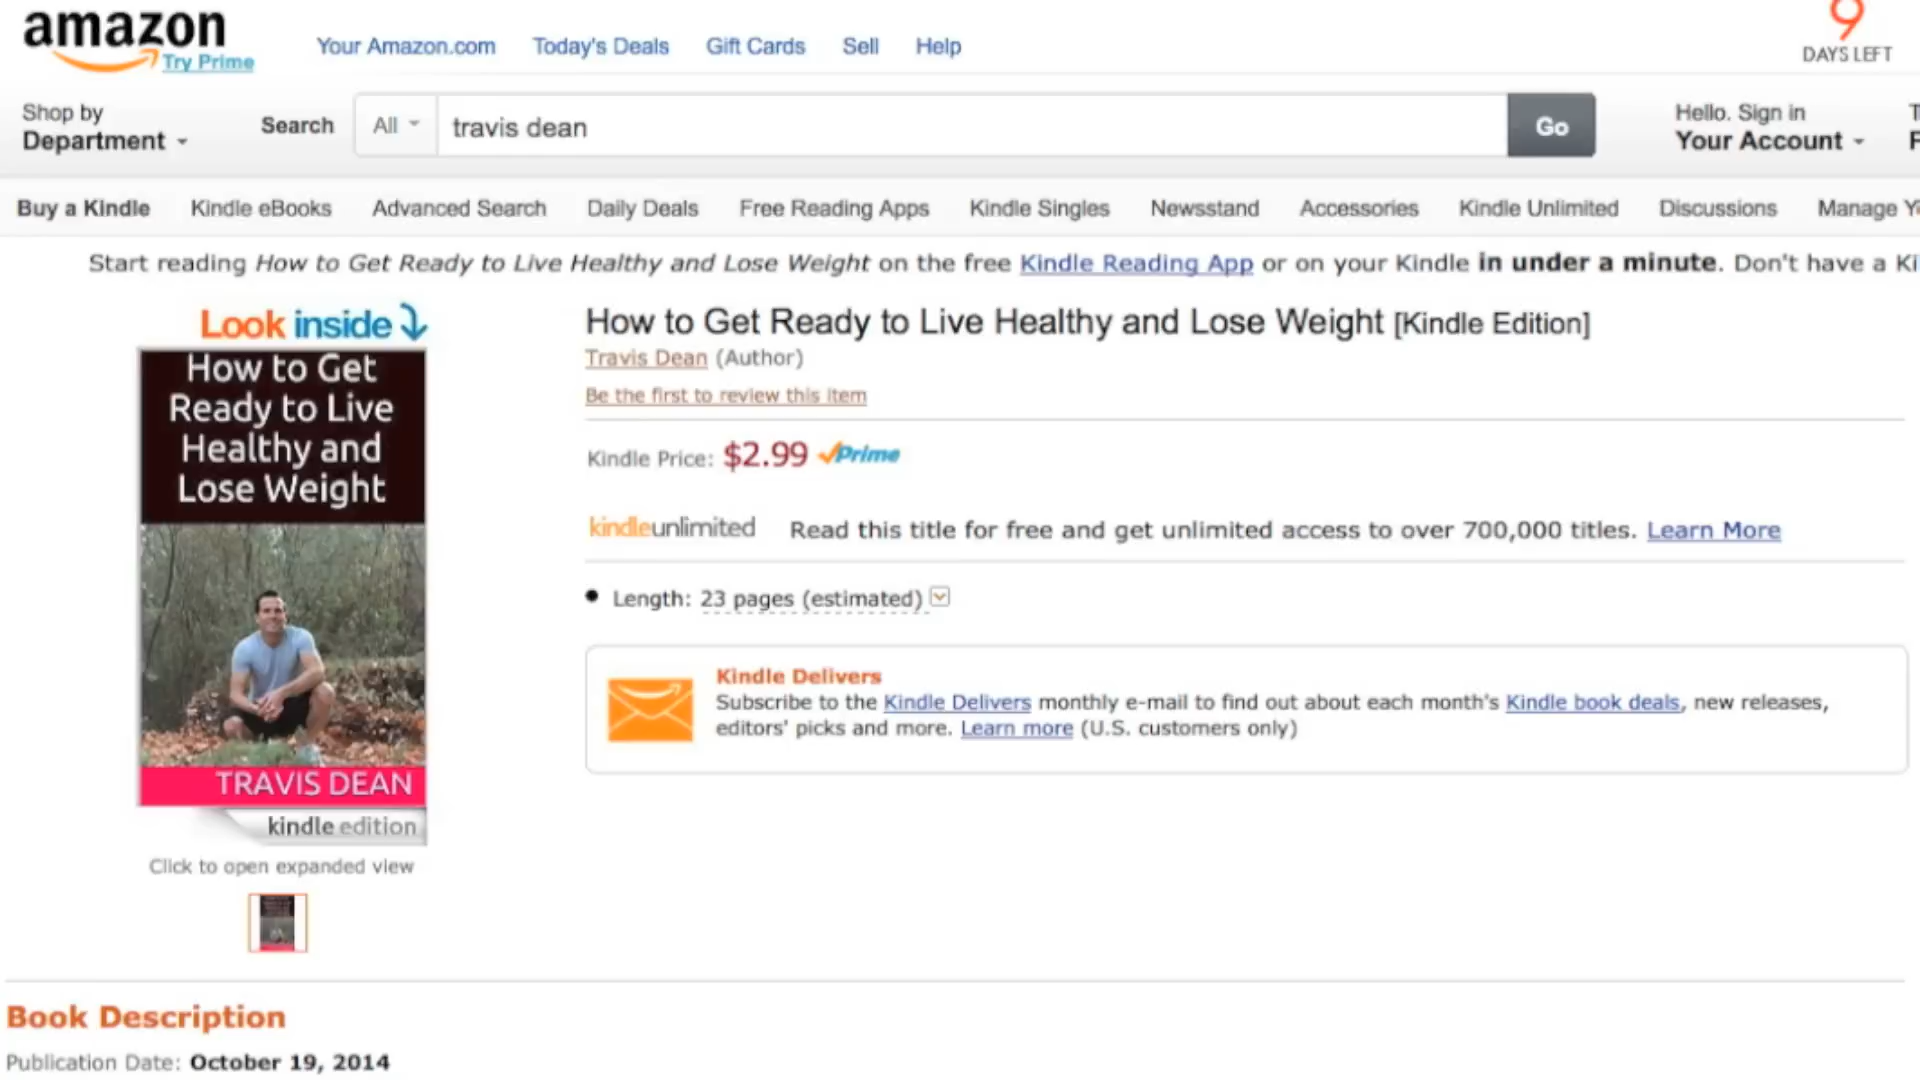 amazon
Try Prime
Your Amazon.com Today's Deals Gift Cards Sell Help
9
DAYS LEFT
Shop by
Department
Search All travis dean Go
Hello. Sign in
Your Account
Buy a Kindle Kindle eBooks Advanced Search Daily Deals Free Reading Apps Kindle Singles Newsstand Accessories Kindle Unlimited Discussions Manage
Start reading How to Get Ready to Live Healthy and Lose Weight on the free Kindle Reading App or on your Kindle in under a minute. Don't have a
Look inside
How to Get
Ready to Live
Healthy and
Lose Weight
TRAVIS DEAN
kindle edition
Click to open expanded view
How to Get Ready to Live Healthy and Lose Weight [Kindle Edition]
Travis Dean (Author)
Be the first to review this item
Kindle Price: $2.99 Prime
kindleunlimited Read this title for free and get unlimited access to over 700,000 titles. Learn More
• Length: 23 pages (estimated)
Kindle Delivers
Subscribe to the Kindle Delivers monthly e-mail to find out about each month's Kindle book deals, new releases,
editors' picks and more. Learn more (U.S. customers only)
Book Description
Publication Date: October 19, 2014